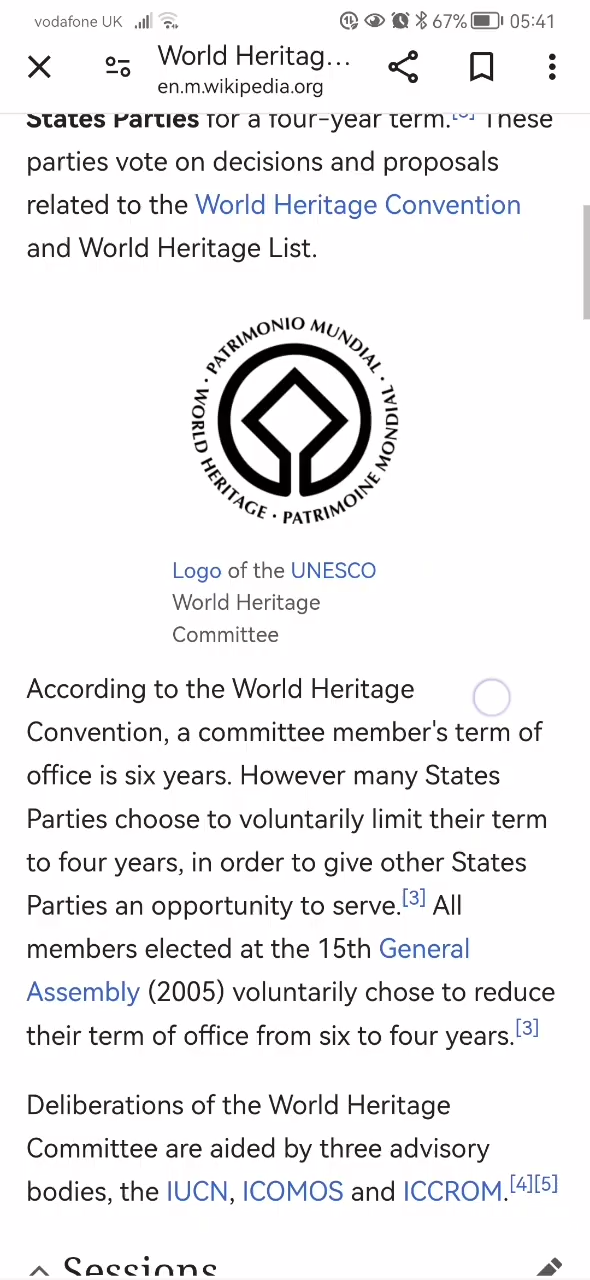 vodafone UK 67% 05:41
World Heritag...
en.m.wikipedia.org
States Parties for a four-year term. These
parties vote on decisions and proposals
related to the World Heritage Convention
and World Heritage List.
PATRIMONIO MUNDIAL · PATRIMOINE MONDIAL · WORLD HERITAGE ·
Logo of the UNESCO
World Heritage
Committee
According to the World Heritage
Convention, a committee member's term of
office is six years. However many States
Parties choose to voluntarily limit their term
to four years, in order to give other States
Parties an opportunity to serve.[3] All
members elected at the 15th General
Assembly (2005) voluntarily chose to reduce
their term of office from six to four years.[3]
Deliberations of the World Heritage
Committee are aided by three advisory
bodies, the IUCN, ICOMOS and ICCROM.[4][5]
Sessions